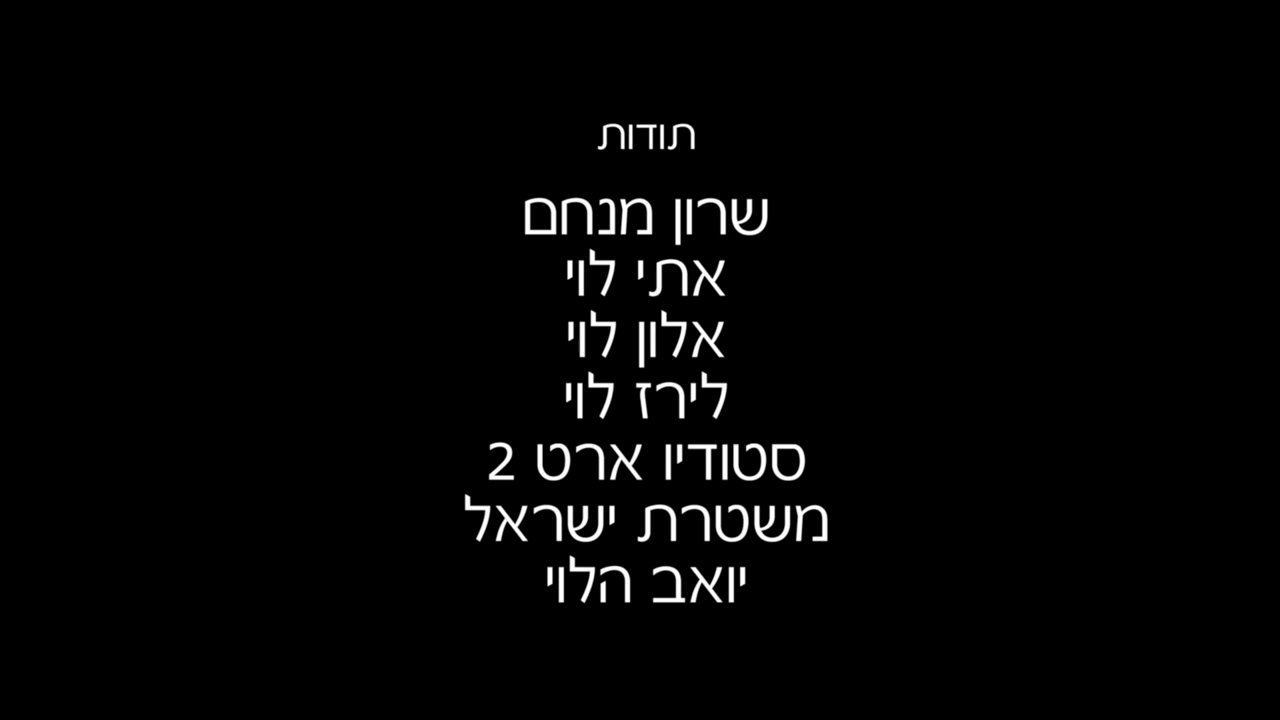 תודות
שרון מנחם
אתי לוי
אלון לוי
לירז לוי
סטודיו ארט 2
משטרת ישראל
יואב הלוי